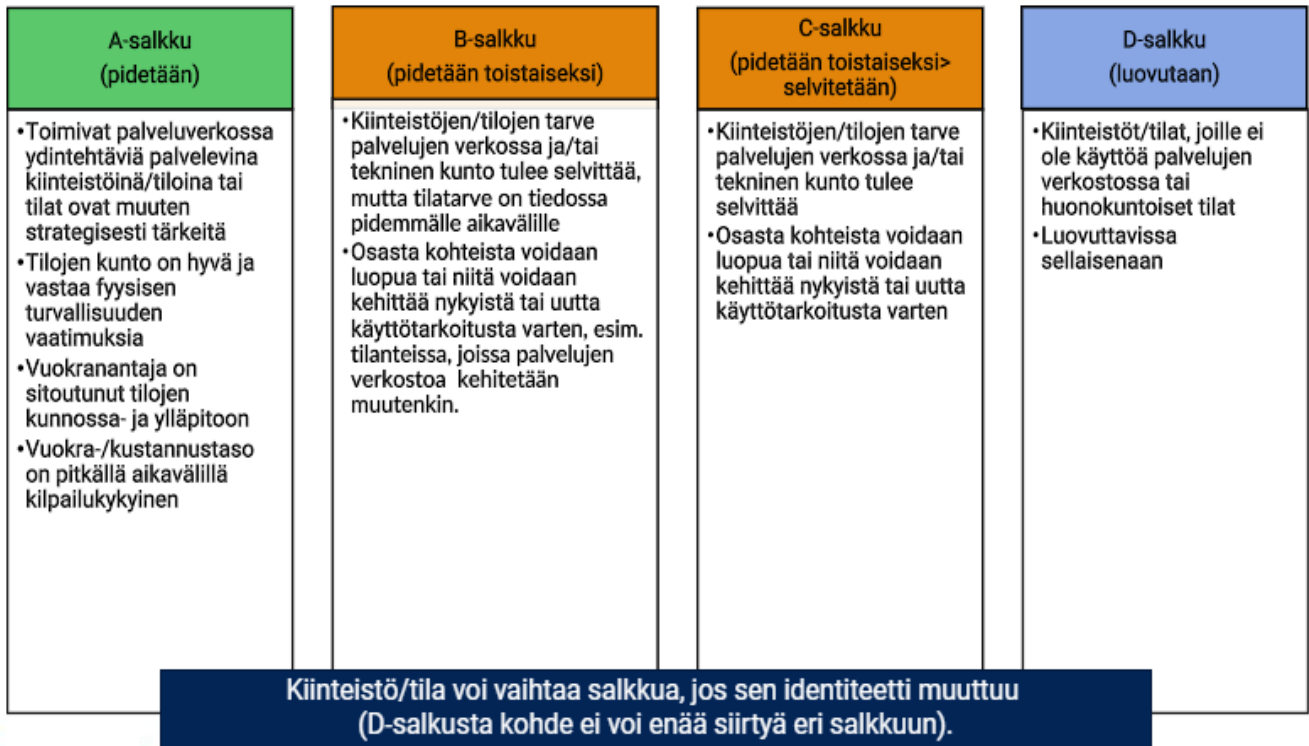 A-salkku
(pidetään)
•Toimivat palveluverkossa
ydintehtäviä palvelevina
kiinteistöinä/tiloina tai
tilat ovat muuten
strategisesti tärkeitä
•Tilojen kunto on hyvä ja
vastaa fyysisen
turvallisuuden
vaatimuksia
•Vuokranantaja on
sitoutunut tilojen
kunnossa- ja ylläpitoon
•Vuokra-/kustannustaso
on pitkällä aikavälillä
kilpailukykyinen
B-salkku
(pidetään toistaiseksi)
•Kiinteistöjen/tilojen tarve
palvelujen verkossa ja/tai
tekninen kunto tulee selvittää,
mutta tilatarve on tiedossa
pidemmälle aikavälille
•Osasta kohteista voidaan
luopua tai niitä voidaan
kehittää nykyistä tai uutta
käyttötarkoitusta varten, esim.
tilanteissa, joissa palvelujen
verkostoa kehitetään
muutenkin.
C-salkku
(pidetään toistaiseksi>
selvitetään)
•Kiinteistöjen/tilojen tarve
palvelujen verkossa ja/tai
tekninen kunto tulee
selvittää
•Osasta kohteista voidaan
luopua tai niitä voidaan
kehittää nykyistä tai uutta
käyttötarkoitusta varten
D-salkku
(luovutaan)
•Kiinteistöt/tilat, joille ei
ole käyttöä palvelujen
verkostossa tai
huonokuntoiset tilat
•Luovuttavissa
sellaisenaan
Kiinteistö/tila voi vaihtaa salkkua, jos sen identiteetti muuttuu
(D-salkusta kohde ei voi enää siirtyä eri salkkuun).